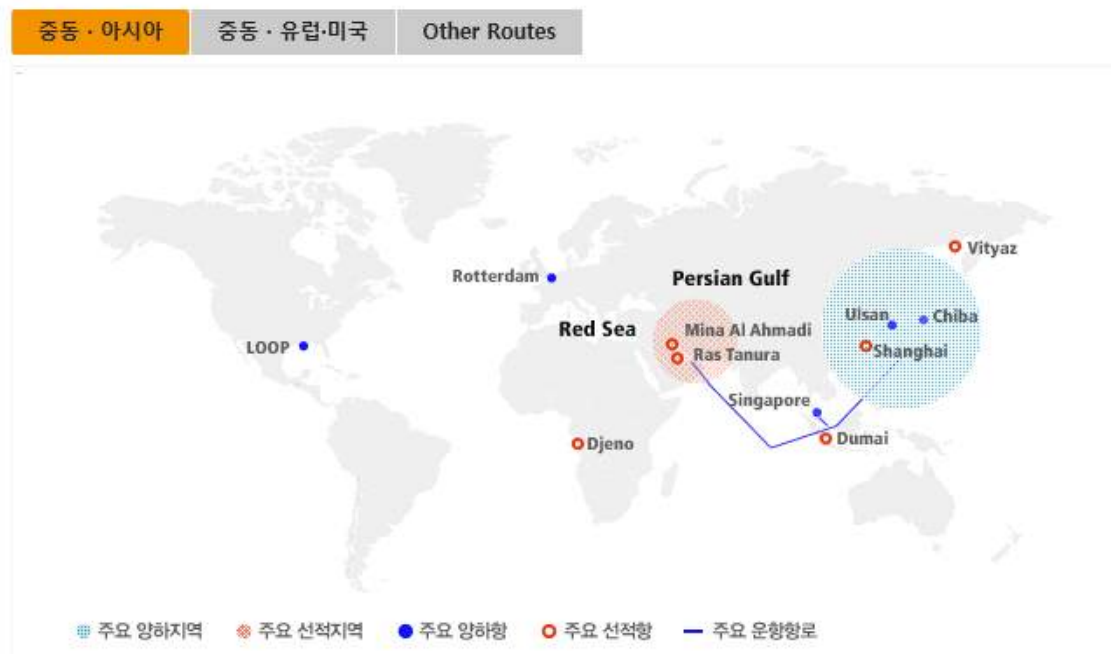 중동 · 아시아
중동 · 유럽·미국
Other Routes
Vityaz
Rotterdam
Persian Gulf
Ulsan
Chiba
Red Sea
Mina Al Ahmadi
LOOP
Shanghai
Ras Tanura
Singapore
Dumai
Djeno
주요 양하지역
주요 선적지역
주요 양하항
주요 선적항
주요 운항항로